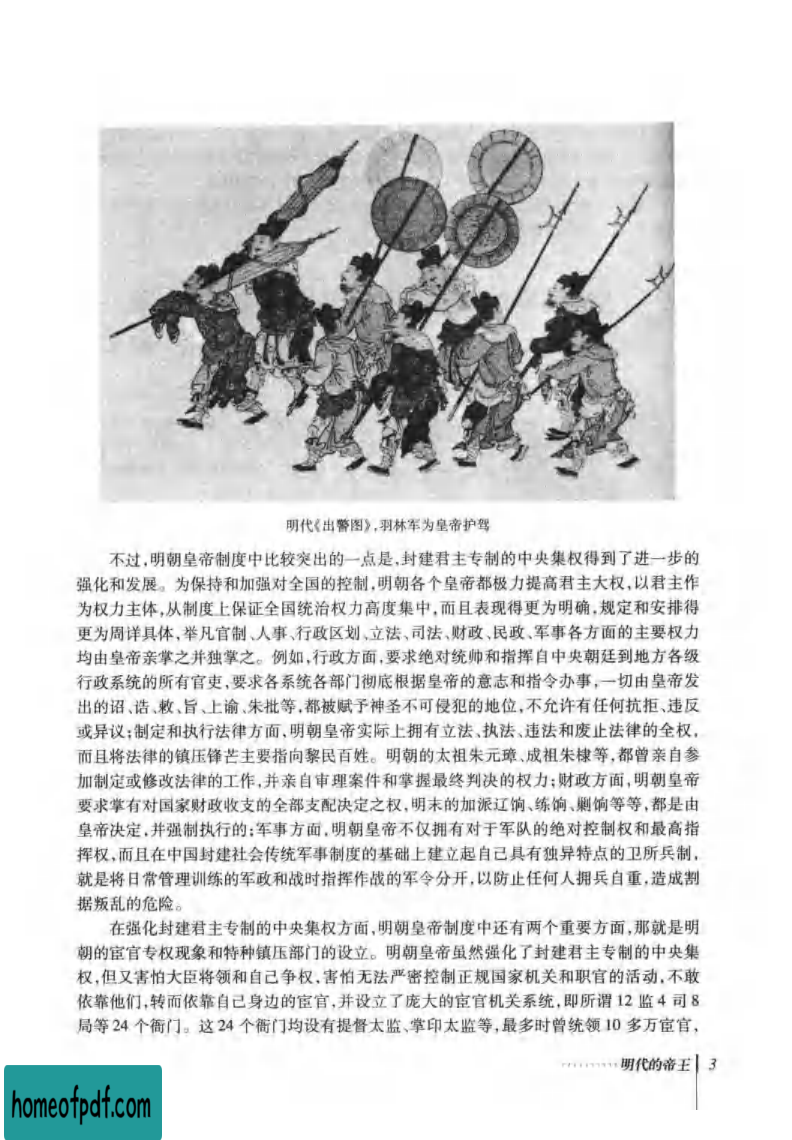 明代《出警图》,羽林军为皇帝护驾
不过,明朝皇帝制度中比较突出的一点是,封建君主专制的中央集权得到了进一步的
强化和发展。为保持和加强对全国的控制,明朝各个皇帝都极力提高君主大权,以君主作
为权力主体,从制度上保证全国统治权力高度集中,而且表现得更为明确,规定和安排得
更为周详具体,举凡官制、人事、行政区划、立法、司法、财政、民政、军事各方面的主要权力
均由皇帝亲掌之并独掌之。例如,行政方面,要求绝对统帅和指挥自中央朝廷到地方各级
行政系统的所有官吏,要求各系统各部门彻底根据皇帝的意志和指令办事,一切由皇帝发
出的诏、诰、敕、旨、上谕、朱批等,都被赋予神圣不可侵犯的地位,不允许有任何抗拒、违反
或异议;制定和执行法律方面,明朝皇帝实际上拥有立法、执法、违法和废止法律的全权,
而且将法律的镇压锋芒主要指向黎民百姓。明朝的太祖朱元璋、成祖朱棣等,都曾亲自参
加制定或修改法律的工作,并亲自审理案件和掌握最终判决的权力;财政方面,明朝皇帝
要求掌有对国家财政收支的全部支配决定之权,明末的加派辽饷、练饷、剿饷等等,都是由
皇帝决定,并强制执行的;军事方面,明朝皇帝不仅拥有对于军队的绝对控制权和最高指
挥权,而且在中国封建社会传统军事制度的基础上建立起自己具有独异特点的卫所兵制,
就是将日常管理训练的军政和战时指挥作战的军令分开,以防止任何人拥兵自重,造成割
据叛乱的危险。
在强化封建君主专制的中央集权方面,明朝皇帝制度中还有两个重要方面,那就是明
朝的宦官专权现象和特种镇压部门的设立。明朝皇帝虽然强化了封建君主专制的中央集
权,但又害怕大臣将领和自己争权,害怕无法严密控制正规国家机关和职官的活动,不敢
依靠他们,转而依靠自己身边的宦官,并设立了庞大的宦官机关系统,即所谓 12 监 4 司 8
局等 24 个衙门。这 24 个衙门均设有提督太监、掌印太监等,最多时曾统领 10 多万宦官,
··········明代的帝王 3
homeofpdf.com